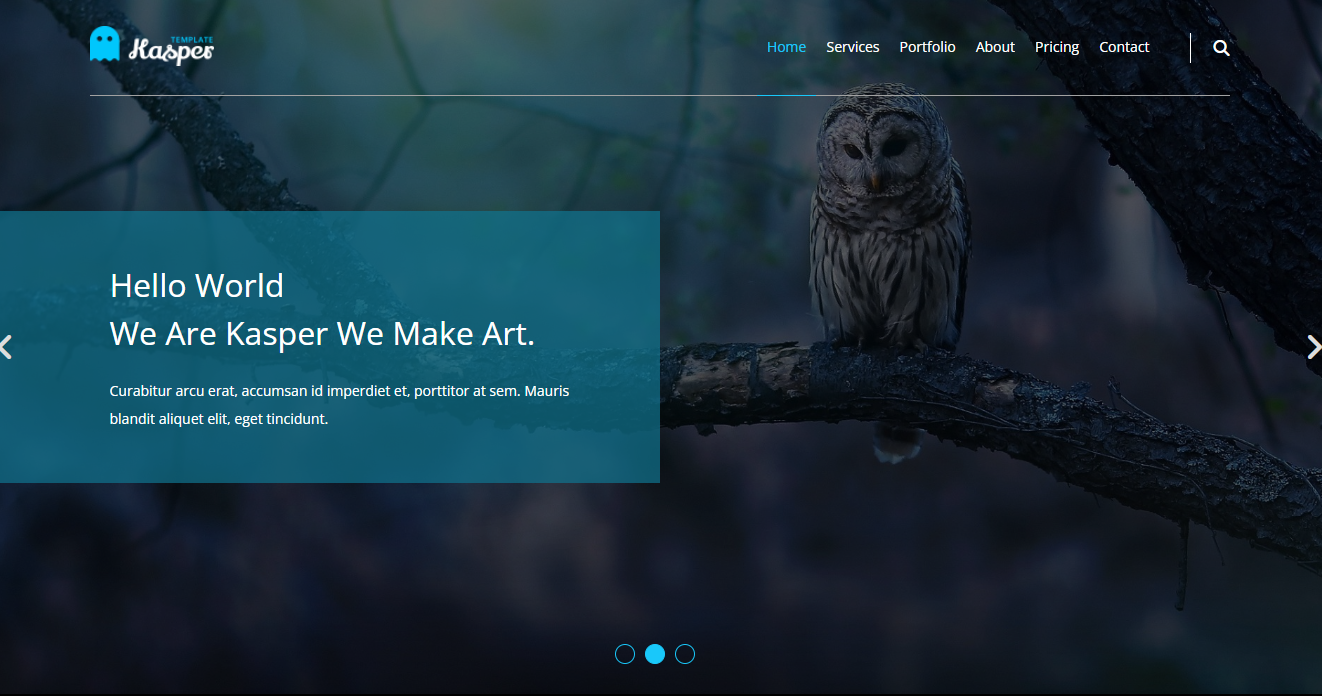 TEMPLATE
Kasper
Home Services Portfolio About Pricing Contact
Hello World
We Are Kasper We Make Art.
Curabitur arcu erat, accumsan id imperdiet et, porttitor at sem. Mauris
blandit aliquet elit, eget tincidunt.